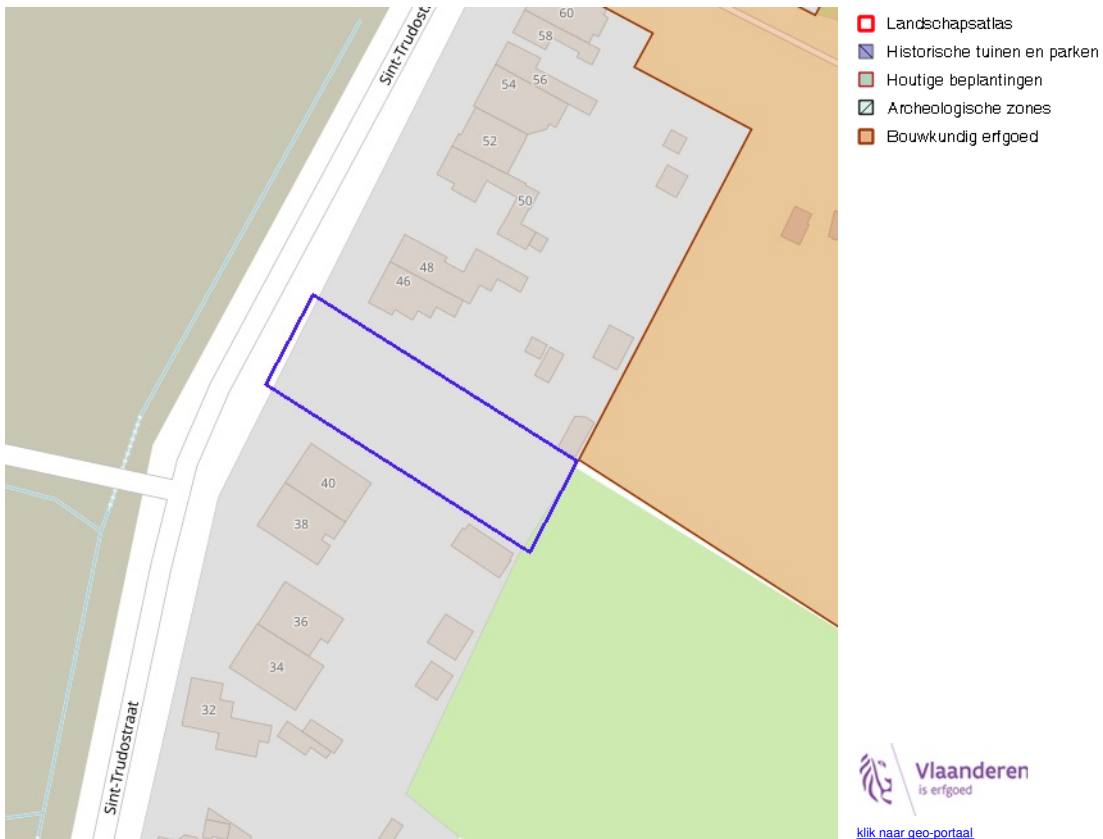 Sint-Trudost.
60
58
56
54
52
50
48
46
40
38
36
34
32
Sint-Trudostraat
Landschapsatlas
Historische tuinen en parken
Houtige beplantingen
Archeologische zones
Bouwkundig erfgoed
Vlaanderen
is erfgoed
klik naar geo-portaal